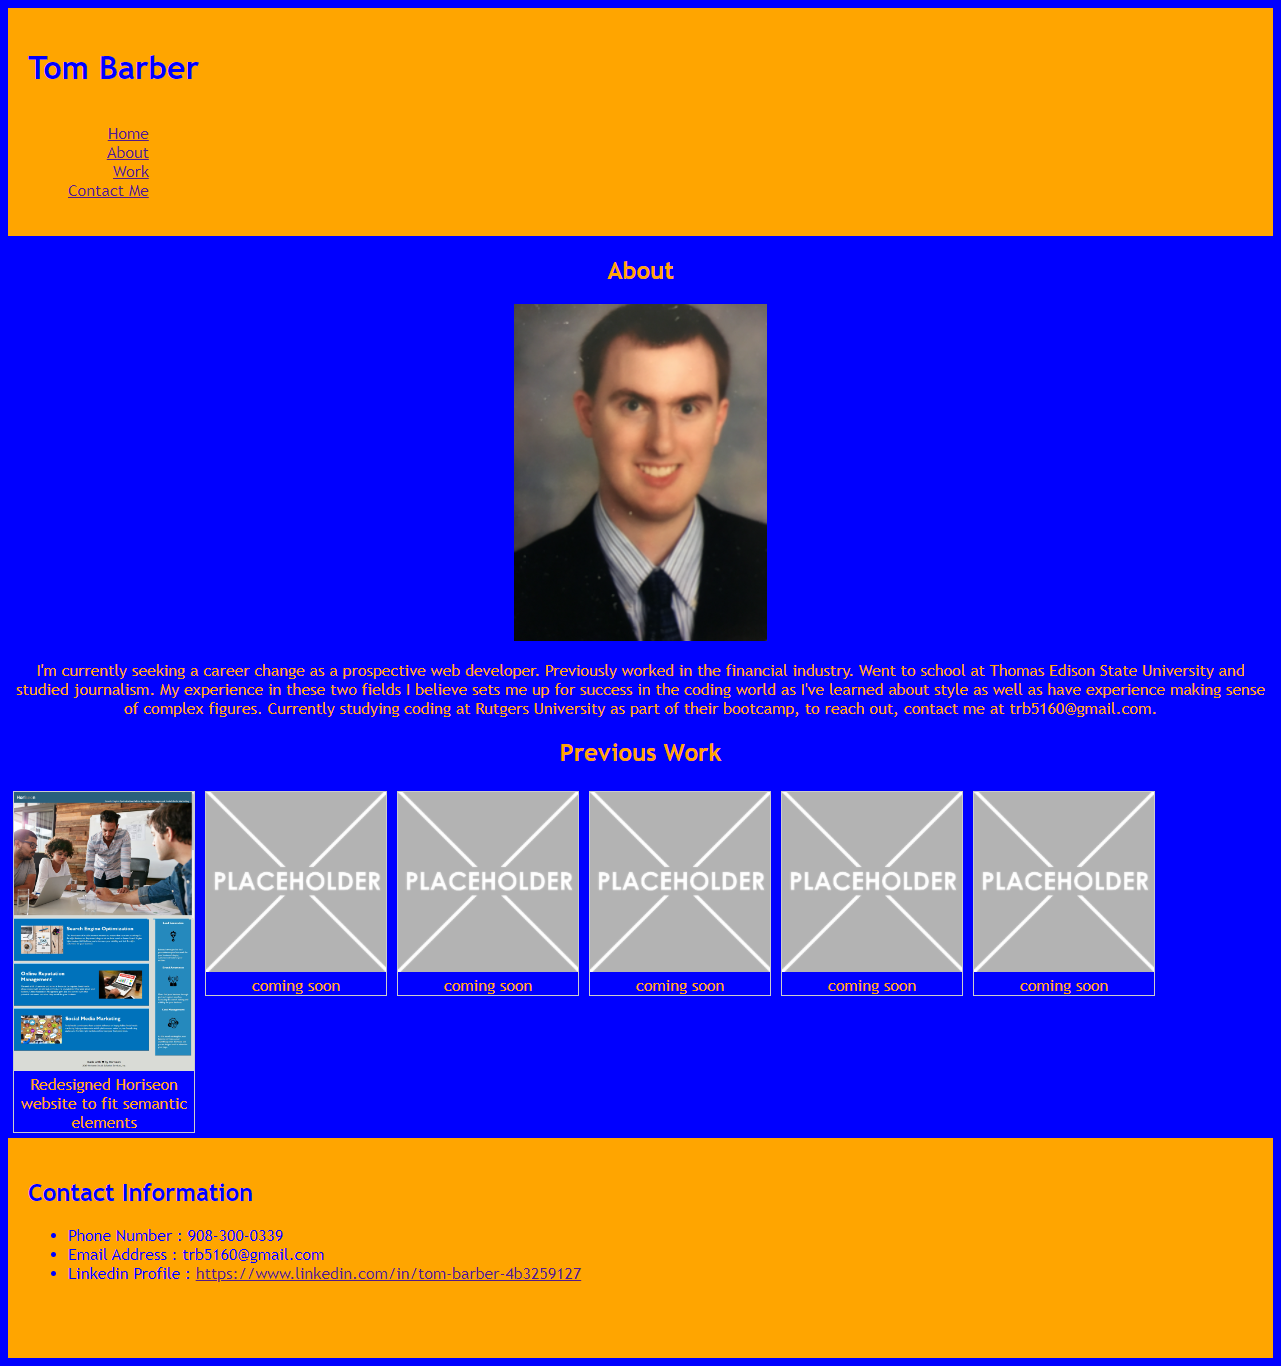 Tom Barber
Home
About
Work
Contact Me
About
I'm currently seeking a career change as a prospective web developer. Previously worked in the financial industry. Went to school at Thomas Edison State University and
studied journalism. My experience in these two fields I believe sets me up for success in the coding world as I've learned about style as well as have experience making sense
of complex figures. Currently studying coding at Rutgers University as part of their bootcamp, to reach out, contact me at trb5160@gmail.com.
Previous Work
Search Engine Optimization
Online Reputation
Management
Social Media Marketing
Redesigned Horiseon
website to fit semantic
elements
PLACEHOLDER
coming soon
PLACEHOLDER
coming soon
PLACEHOLDER
coming soon
PLACEHOLDER
coming soon
PLACEHOLDER
coming soon
Contact Information
Phone Number : 908-300-0339
Email Address : trb5160@gmail.com
Linkedin Profile : https://www.linkedin.com/in/tom-barber-4b3259127